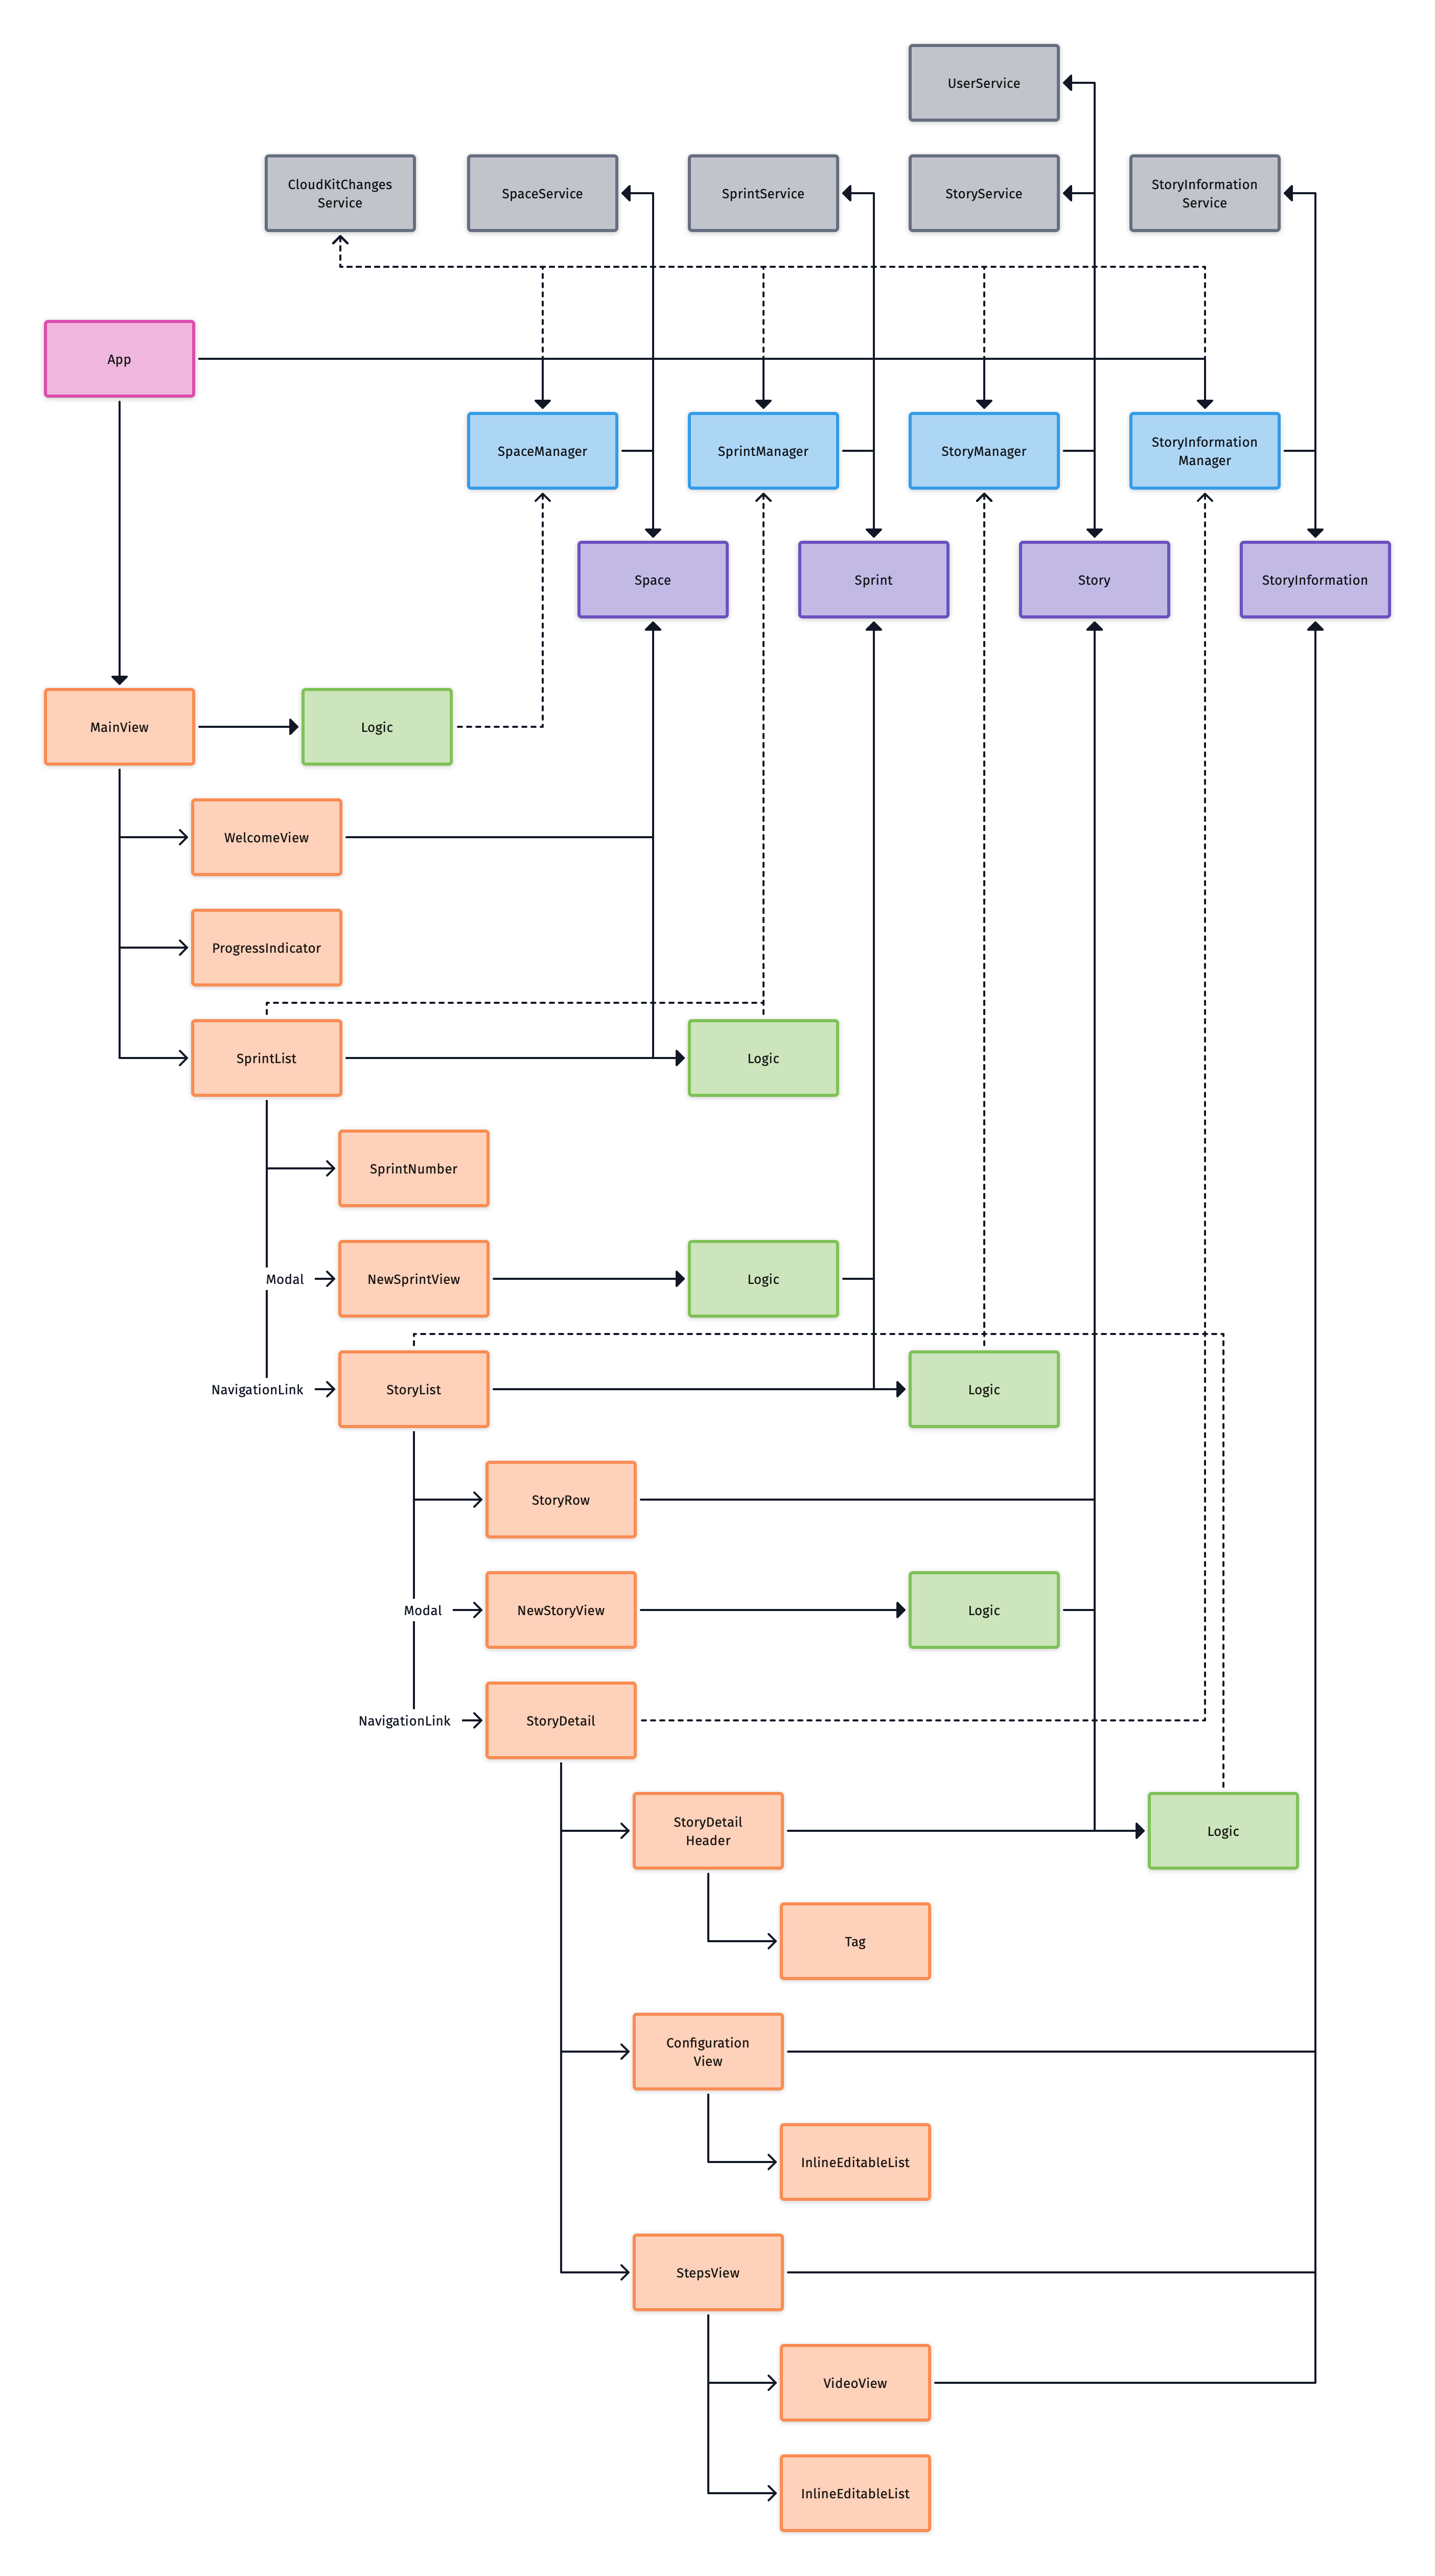 UserService
CloudKitChanges
Service
SpaceService
SprintService
StoryService
StoryInformation
Service
App
SpaceManager
SprintManager
StoryManager
StoryInformation
Manager
Space
Sprint
Story
StoryInformation
MainView
Logic
WelcomeView
ProgressIndicator
SprintList
Logic
SprintNumber
Modal
NewSprintView
Logic
NavigationLink
StoryList
Logic
StoryRow
Modal
NewStoryView
Logic
NavigationLink
StoryDetail
StoryDetail
Header
Logic
Tag
Configuration
View
InlineEditableList
StepsView
VideoView
InlineEditableList